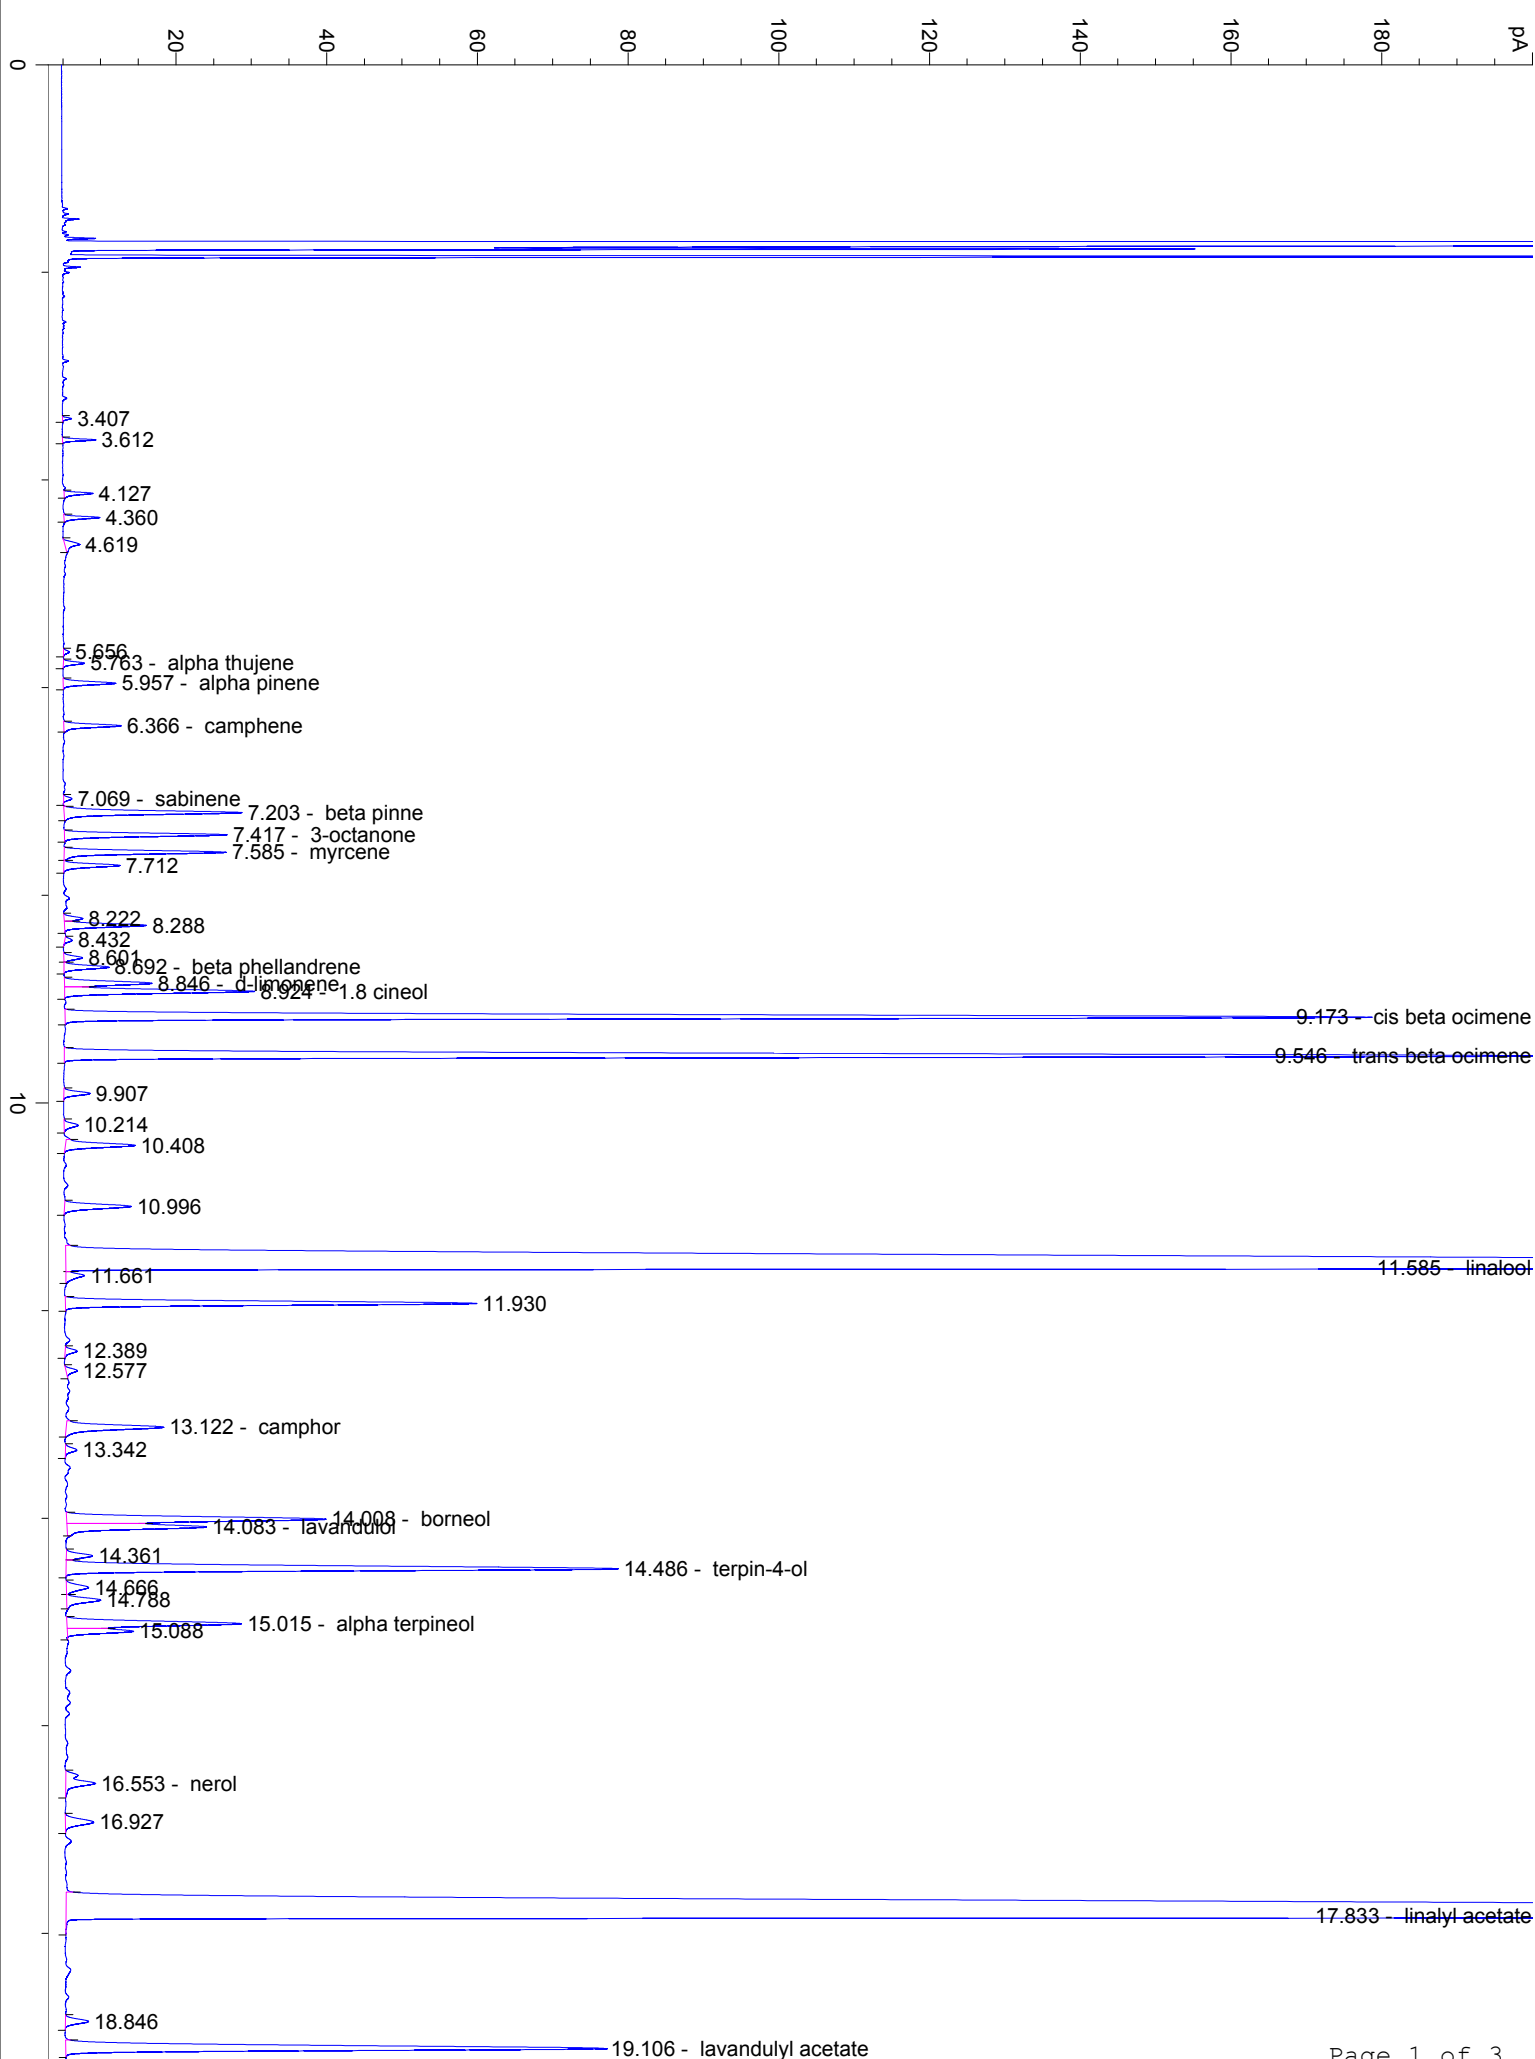 pA
20
40
60
80
100
120
140
160
180
0
3.407
3.612
4.127
4.360
4.619
5.656
5.763 - alpha thujene
5.957 - alpha pinene
6.366 - camphene
7.069 - sabinene
7.203 - beta pinne
7.417 - 3-octanone
7.585 - myrcene
7.712
8.222
8.288
8.432
8.601
8.692 - beta phellandrene
8.846 - d-limonene
8.924 - 1.8 cineol
9.173 - cis beta ocimene
9.546 - trans beta ocimene
9.907
10
10.214
10.408
10.996
11.585 - linalool
11.661
11.930
12.389
12.577
13.122 - camphor
13.342
14.008 - borneol
14.083 - lavandulol
14.361
14.486 - terpin-4-ol
14.666
14.788
15.015 - alpha terpineol
15.088
16.553 - nerol
16.927
17.833 - linalyl acetate
18.846
19.106 - lavandulyl acetate
Page 1 of 3